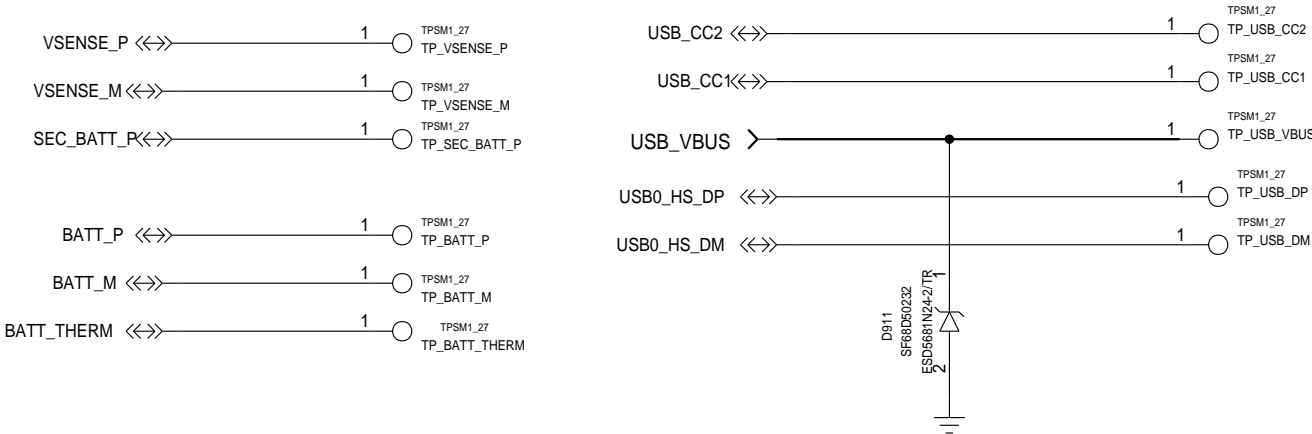 VSENSE_P
1
TPSM1_27
TP_VSENSE_P
VSENSE_M
1
TPSM1_27
TP_VSENSE_M
SEC_BATT_P
1
TPSM1_27
TP_SEC_BATT_P
BATT_P
1
TPSM1_27
TP_BATT_P
BATT_M
1
TPSM1_27
TP_BATT_M
BATT_THERM
1
TPSM1_27
TP_BATT_THERM
USB_CC2
1
TPSM1_27
TP_USB_CC2
USB_CC1
1
TPSM1_27
TP_USB_CC1
USB_VBUS
1
TPSM1_27
TP_USB_VBUS
USB0_HS_DP
1
TPSM1_27
TP_USB_DP
USB0_HS_DM
1
TPSM1_27
TP_USB_DM
D911
SF68D50232
ESD5681N24-2/TR
1
2